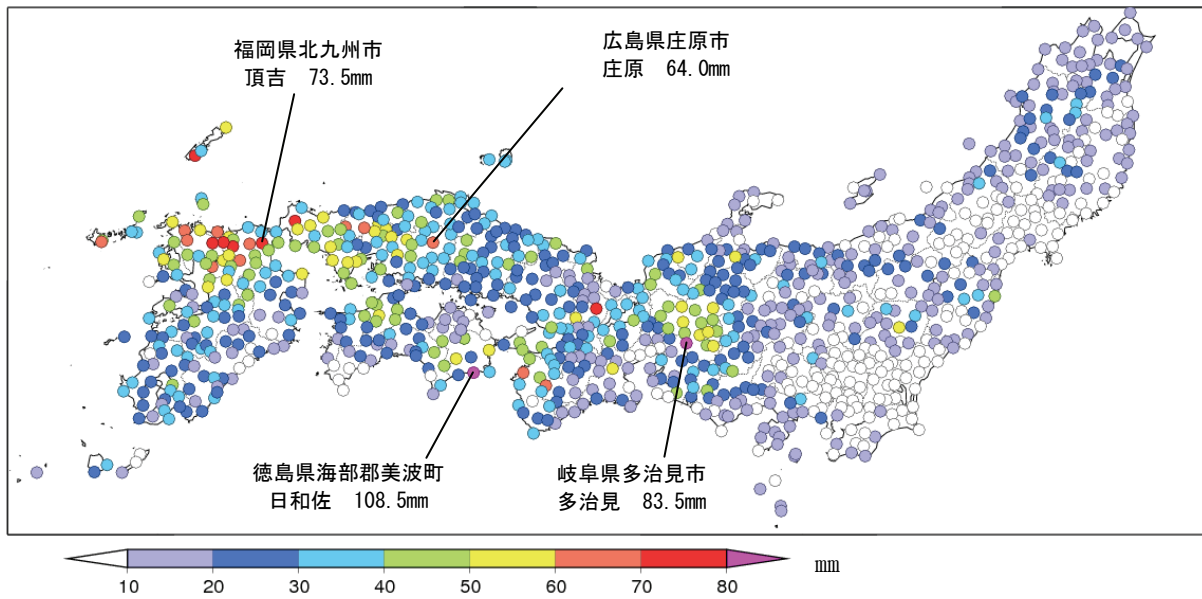 福岡県北九州市
頂吉　73.5mm
広島県庄原市
庄原　64.0mm
徳島県海部郡美波町
日和佐　108.5mm
岐阜県多治見市
多治見　83.5mm
10 20 30 40 50 60 70 80 mm